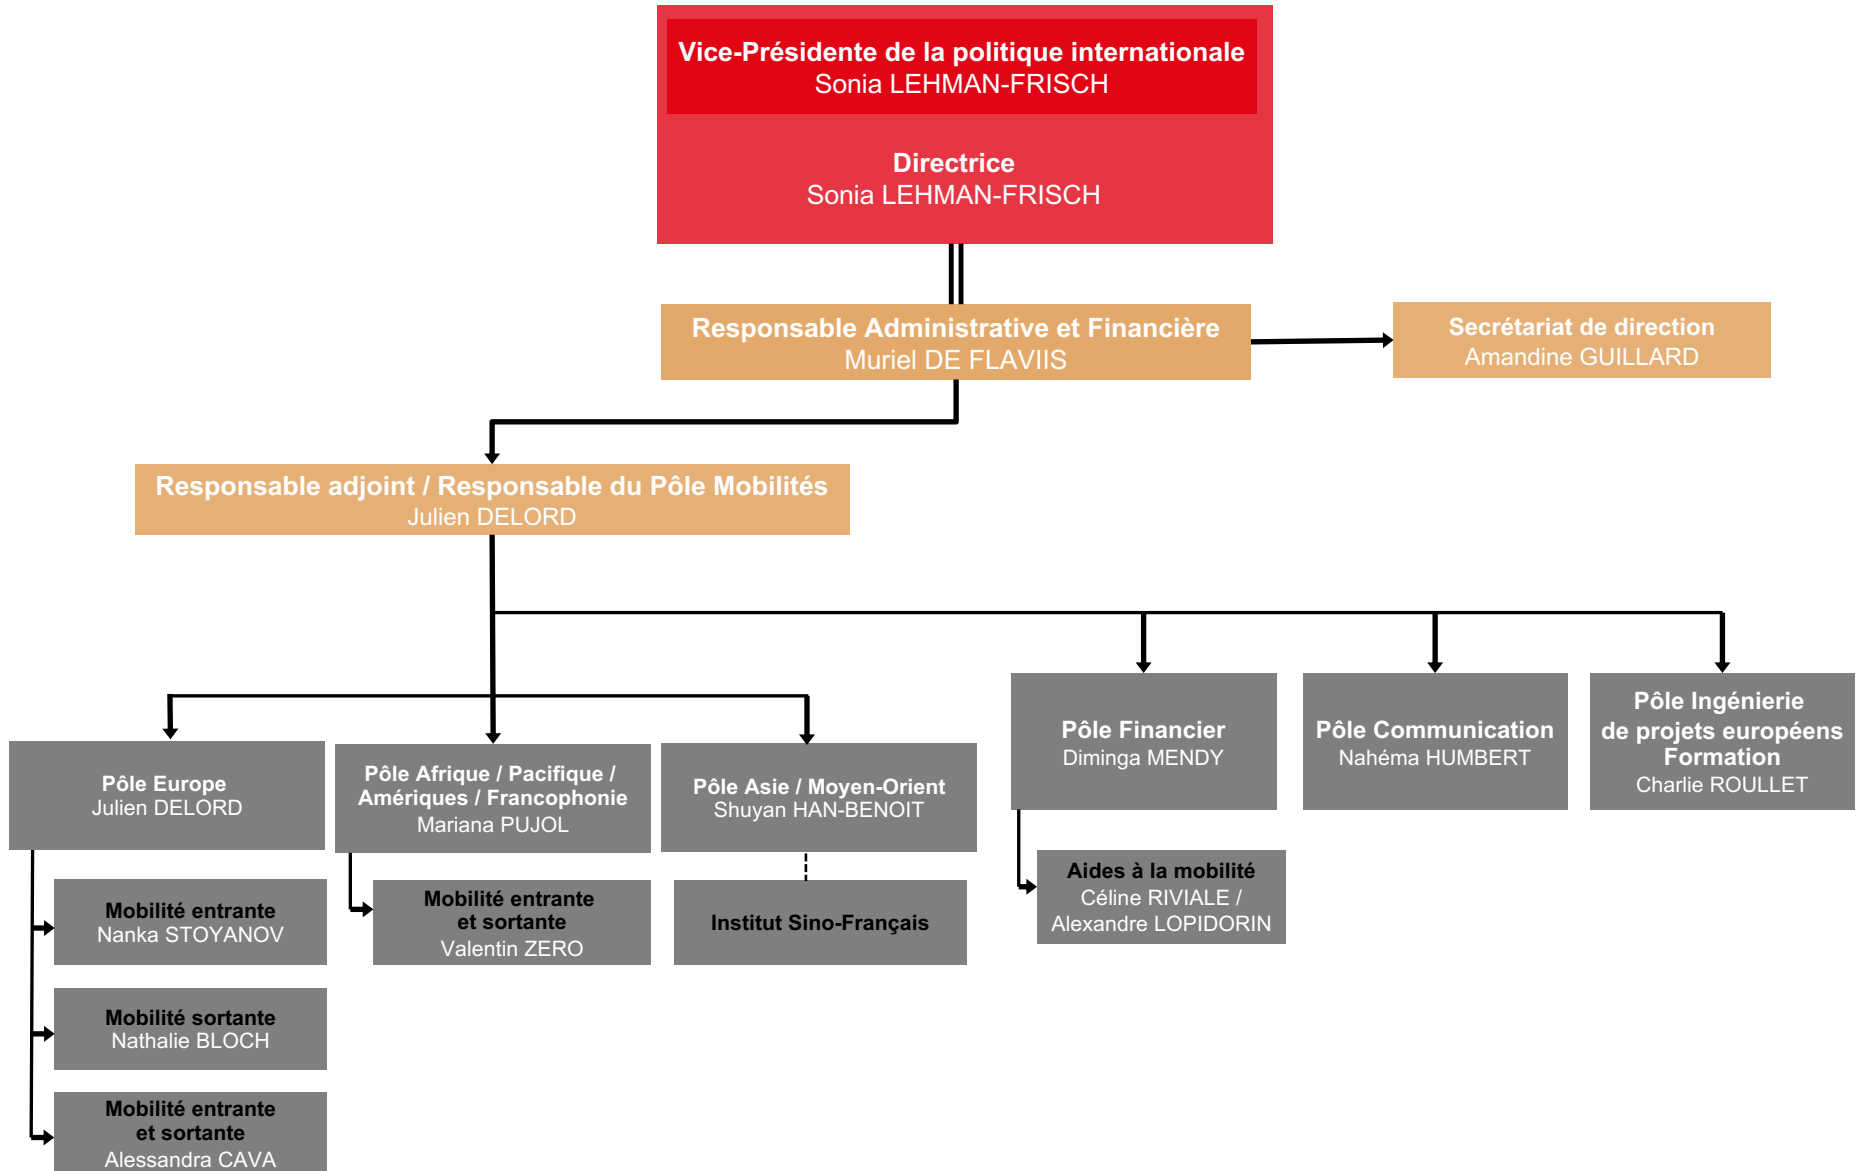 Vice-Présidente de la politique internationale
Sonia LEHMAN-FRISCH
Directrice
Sonia LEHMAN-FRISCH
Responsable Administrative et Financière
Muriel DE FLAVIIS
Secrétariat de direction
Amandine GUILLARD
Responsable adjoint / Responsable du Pôle Mobilités
Julien DELORD
Pôle Europe
Julien DELORD
Mobilité entrante
Nanka STOYANOV
Mobilité sortante
Nathalie BLOCH
Mobilité entrante
et sortante
Alessandra CAVA
Pôle Afrique / Pacifique /
Amériques / Francophonie
Mariana PUJOL
Mobilité entrante
et sortante
Valentin ZERO
Pôle Asie / Moyen-Orient
Shuyan HAN-BENOIT
Institut Sino-Français
Pôle Financier
Diminga MENDY
Aides à la mobilité
Céline RIVIALE /
Alexandre LOPIDORIN
Pôle Communication
Nahéma HUMBERT
Pôle Ingénierie
de projets européens
Formation
Charlie ROULLET